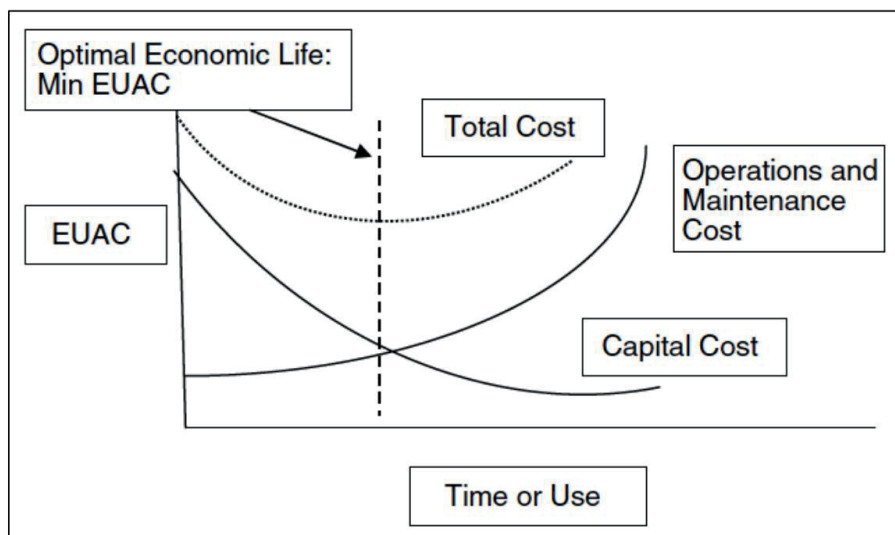 Optimal Economic Life:
Min EUAC
Total Cost
Operations and
Maintenance
Cost
EUAC
Capital Cost
Time or Use